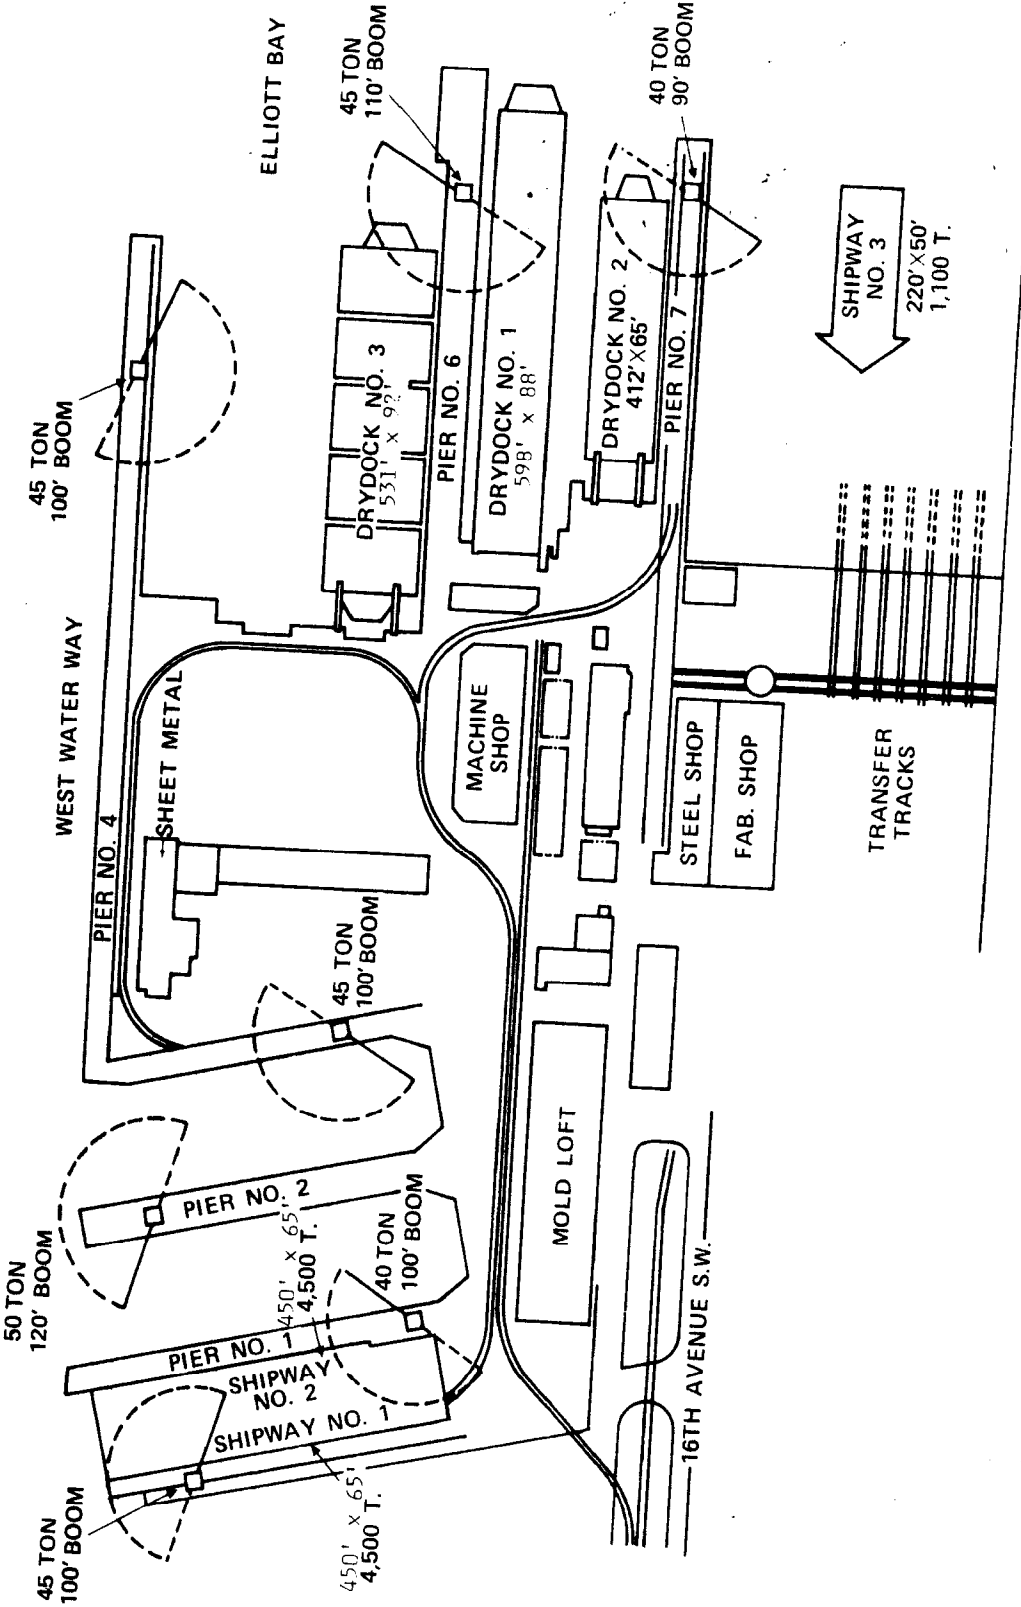 ELLIOTT BAY
45 TON
110' BOOM
40 TON
90' BOOM
45 TON
100' BOOM
WEST WATER WAY
PIER NO. 4
SHEET METAL
DRYDOCK NO. 3
531' x 92'
PIER NO. 6
DRYDOCK NO. 1
598' x 88'
DRYDOCK NO. 2
412'X65'
PIER NO. 7
SHIPWAY
NO. 3
220'X50'
1,100 T.
MACHINE
SHOP
STEEL SHOP
FAB. SHOP
TRANSFER
TRACKS
45 TON
100' BOOM
MOLD LOFT
50 TON
120' BOOM
PIER NO. 2
450' x 65'
4,500 T.
40 TON
100' BOOM
PIER NO. 1
SHIPWAY
NO. 2
SHIPWAY NO. 1
45 TON
100' BOOM
450' x 65'
4,500 T.
16TH AVENUE S.W.